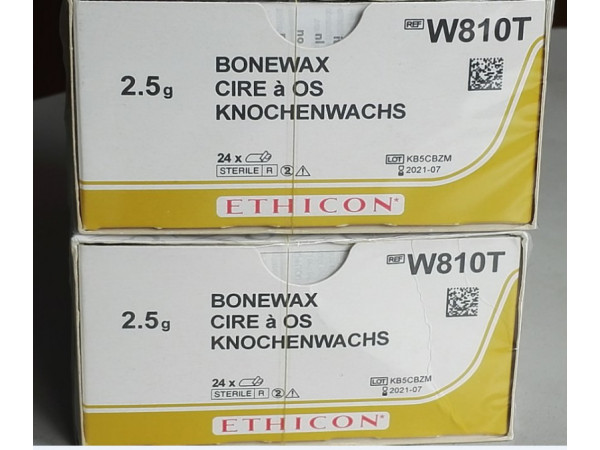 REF W810T
2.5g
BONEWAX
CIRE à OS
KNOCHENWACHS
24 x
STERILE R 2
LOT KB5CBZM
2021-07
ETHICON
REF W810T
2.5g
BONEWAX
CIRE à OS
KNOCHENWACHS
24 x
STERILE R 2
LOT KB5CBZM
2021-07
ETHICON